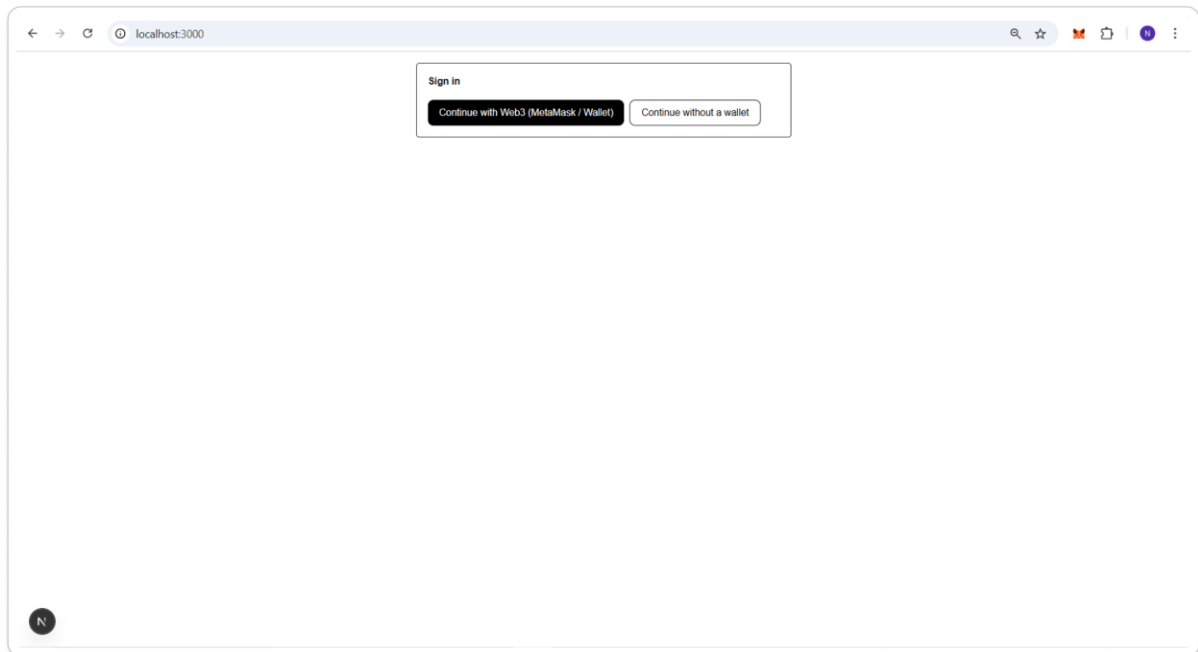 localhost:3000
N
Sign in
Continue with Web3 (MetaMask / Wallet)
Continue without a wallet
N